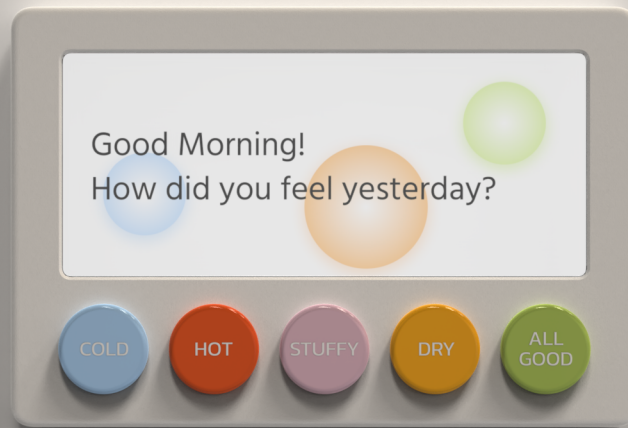 Good Morning!
How did you feel yesterday?
COLD
HOT
STUFFY
DRY
ALL
GOOD